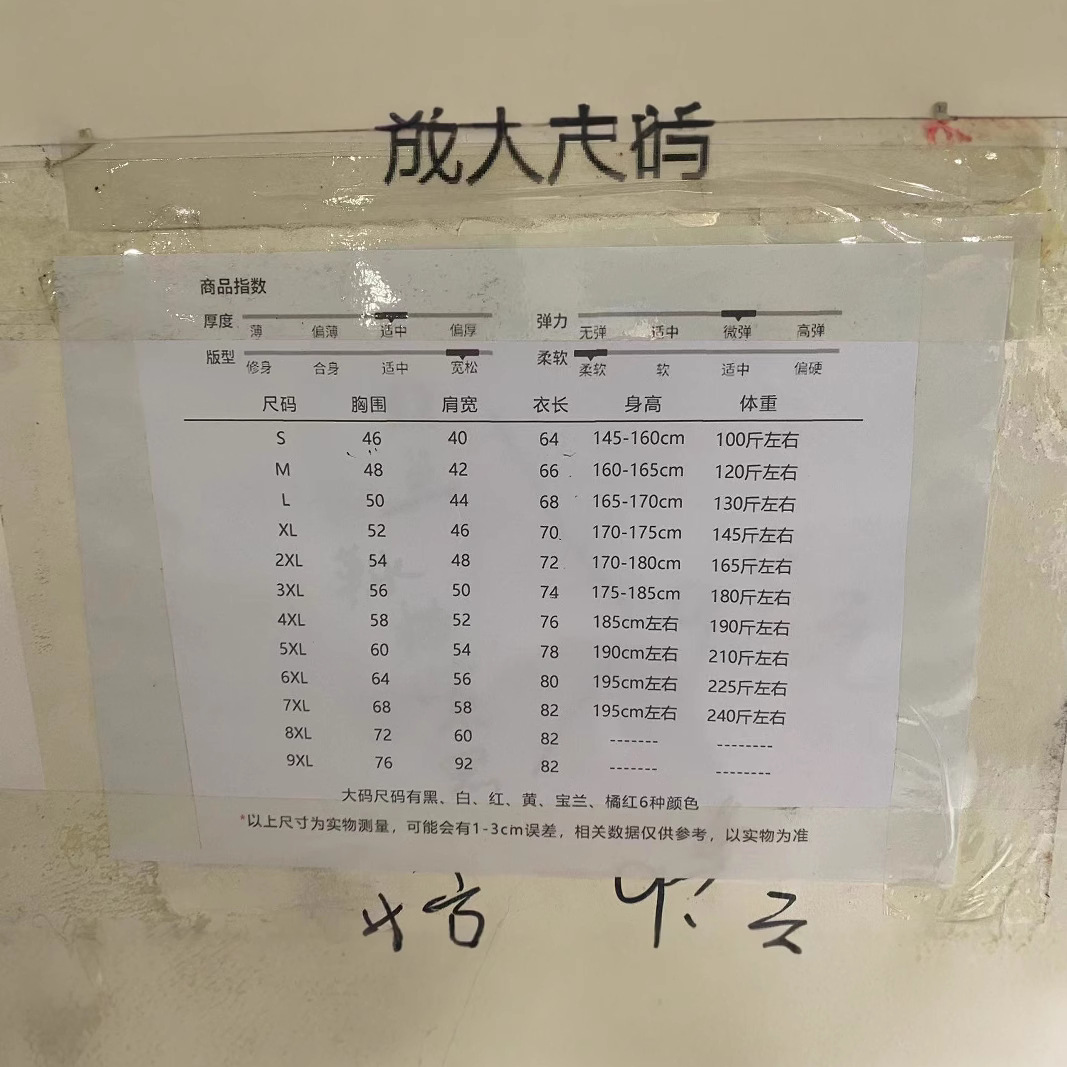 放大尺码
商品指数
厚度 薄 偏薄 适中 偏厚 弹力 无弹 适中 微弹 高弹
版型 修身 合身 适中 宽松 柔软 柔软 软 适中 偏硬
尺码 胸围 肩宽 衣长 身高 体重
S 46 40 64 145-160cm 100斤左右
M 48 42 66 160-165cm 120斤左右
L 50 44 68 165-170cm 130斤左右
XL 52 46 70 170-175cm 145斤左右
2XL 54 48 72 170-180cm 165斤左右
3XL 56 50 74 175-185cm 180斤左右
4XL 58 52 76 185cm左右 190斤左右
5XL 60 54 78 190cm左右 210斤左右
6XL 64 56 80 195cm左右 225斤左右
7XL 68 58 82 195cm左右 240斤左右
8XL 72 60 82 ------- --------
9XL 76 92 82 ------- --------
大码尺码有黑、白、红、黄、宝兰、橘红6种颜色
*以上尺寸为实物测量，可能会有1-3cm误差，相关数据仅供参考，以实物为准